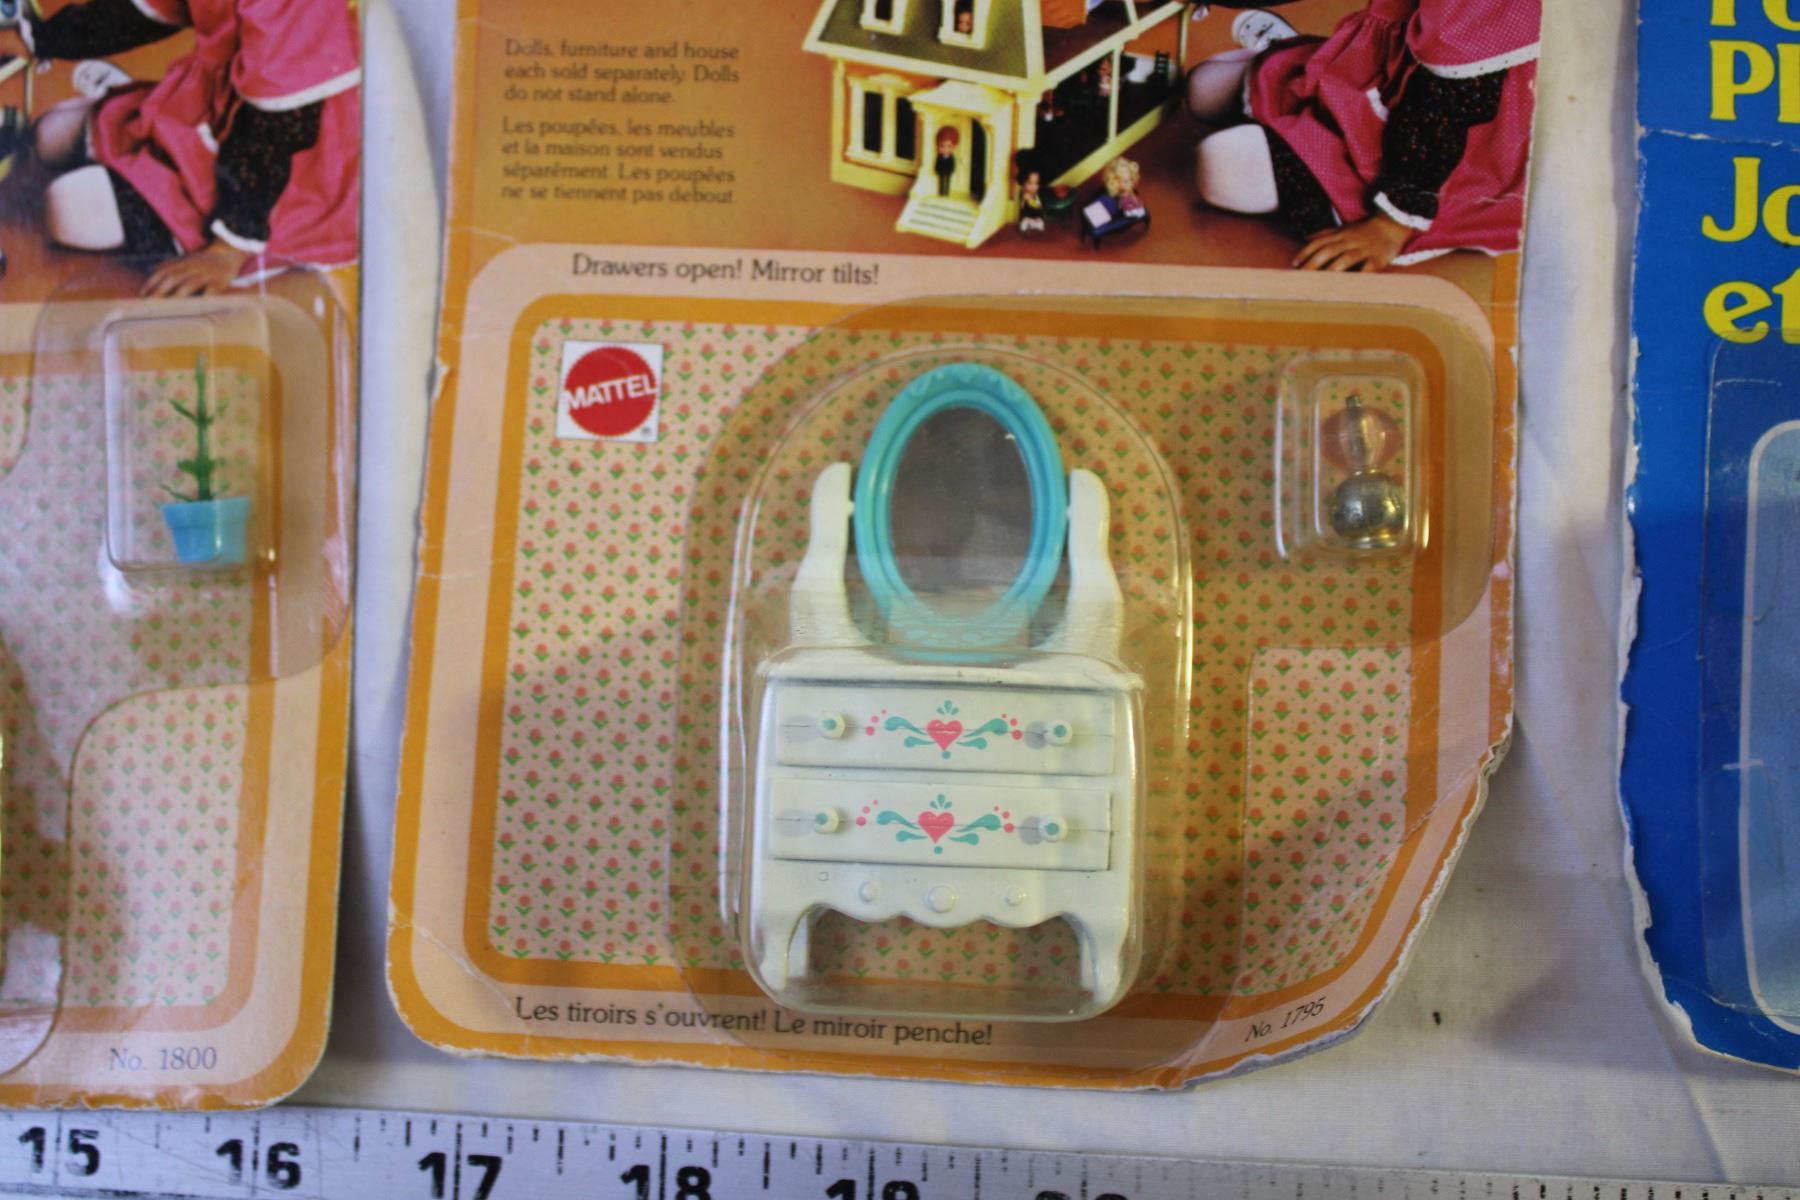 Dolls, furniture and house
each sold separately. Dolls
do not stand alone.
Les poupées, les meubles
et la maison sont vendus
séparément. Les poupées
ne se tiennent pas debout.
Drawers open! Mirror tilts!
MATTEL
Les tiroirs s'ouvrent! Le miroir penche!
No. 1795
No. 1800
Jo
et
15 16 17 18 19 20